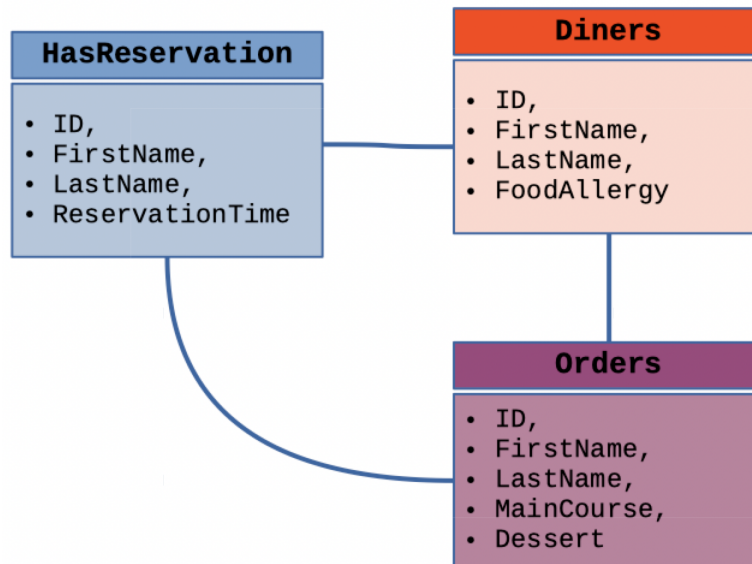 HasReservation
• ID,
• FirstName,
• LastName,
• ReservationTime
Diners
• ID,
• FirstName,
• LastName,
• FoodAllergy
Orders
• ID,
• FirstName,
• LastName,
• MainCourse,
• Dessert